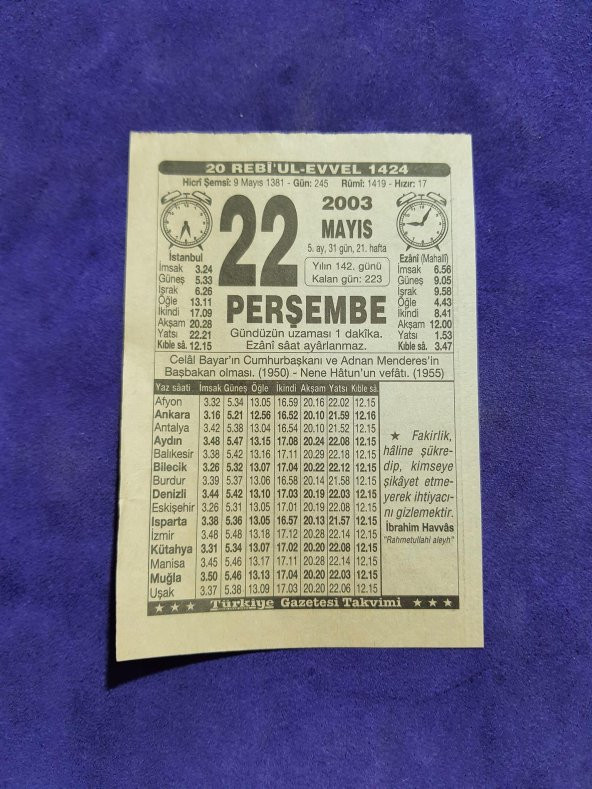 20 REBÎ'UL-EVVEL 1424
Hicrî Şemsî: 9 Mayıs 1381 - Gün: 245 Rûmî: 1419 - Hızır: 17
22
2003
MAYIS
5. ay, 31 gün, 21. hafta
Yılın 142. günü
Kalan gün: 223
PERŞEMBE
Gündüzün uzaması 1 dakîka.
Ezânî sâat ayârlanmaz.
İstanbul
İmsak 3.24
Güneş 5.33
İşrak 6.26
Öğle 13.11
İkindi 17.09
Akşam 20.28
Yatsı 22.21
Kıble sâ. 12.15
Ezânî (Mahallî)
İmsak 6.56
Güneş 9.05
İşrak 9.58
Öğle 4.43
İkindi 8.41
Akşam 12.00
Yatsı 1.53
Kıble sâ. 3.47
Celâl Bayar'ın Cumhurbaşkanı ve Adnan Menderes'in
Başbakan olması. (1950) - Nene Hâtun'un vefâtı. (1955)
Yaz sâati İmsak Güneş Öğle İkindi Akşam Yatsı Kıble sâ.
Afyon 3.32 5.34 13.05 16.59 20.16 22.02 12.15
Ankara 3.16 5.21 12.56 16.52 20.10 21.59 12.16
Antalya 3.42 5.38 13.04 16.54 20.10 21.52 12.15
Aydın 3.48 5.47 13.15 17.08 20.24 22.08 12.15
Balıkesir 3.38 5.42 13.16 17.11 20.29 22.18 12.15
Bilecik 3.26 5.32 13.07 17.04 20.22 22.12 12.15
Burdur 3.39 5.37 13.06 16.58 20.14 21.58 12.15
Denizli 3.44 5.42 13.10 17.03 20.19 22.03 12.15
Eskişehir 3.26 5.31 13.05 17.01 20.19 22.08 12.15
Isparta 3.38 5.36 13.05 16.57 20.13 21.57 12.15
İzmir 3.48 5.48 13.18 17.12 20.28 22.14 12.15
Kütahya 3.31 5.34 13.07 17.02 20.20 22.08 12.15
Manisa 3.45 5.46 13.17 17.11 20.28 22.14 12.15
Muğla 3.50 5.46 13.13 17.04 20.20 22.03 12.15
Uşak 3.37 5.38 13.09 17.03 20.20 22.06 12.15
★ Fakirlik,
hâline şükre-
dip, kimseye
şikâyet etme-
yerek ihtiyacı-
nı gizlemektir.
İbrahim Havvâs
"Rahmetullahi aleyh"
★ ★ ★ Türkiye Gazetesi Takvimi ★ ★ ★